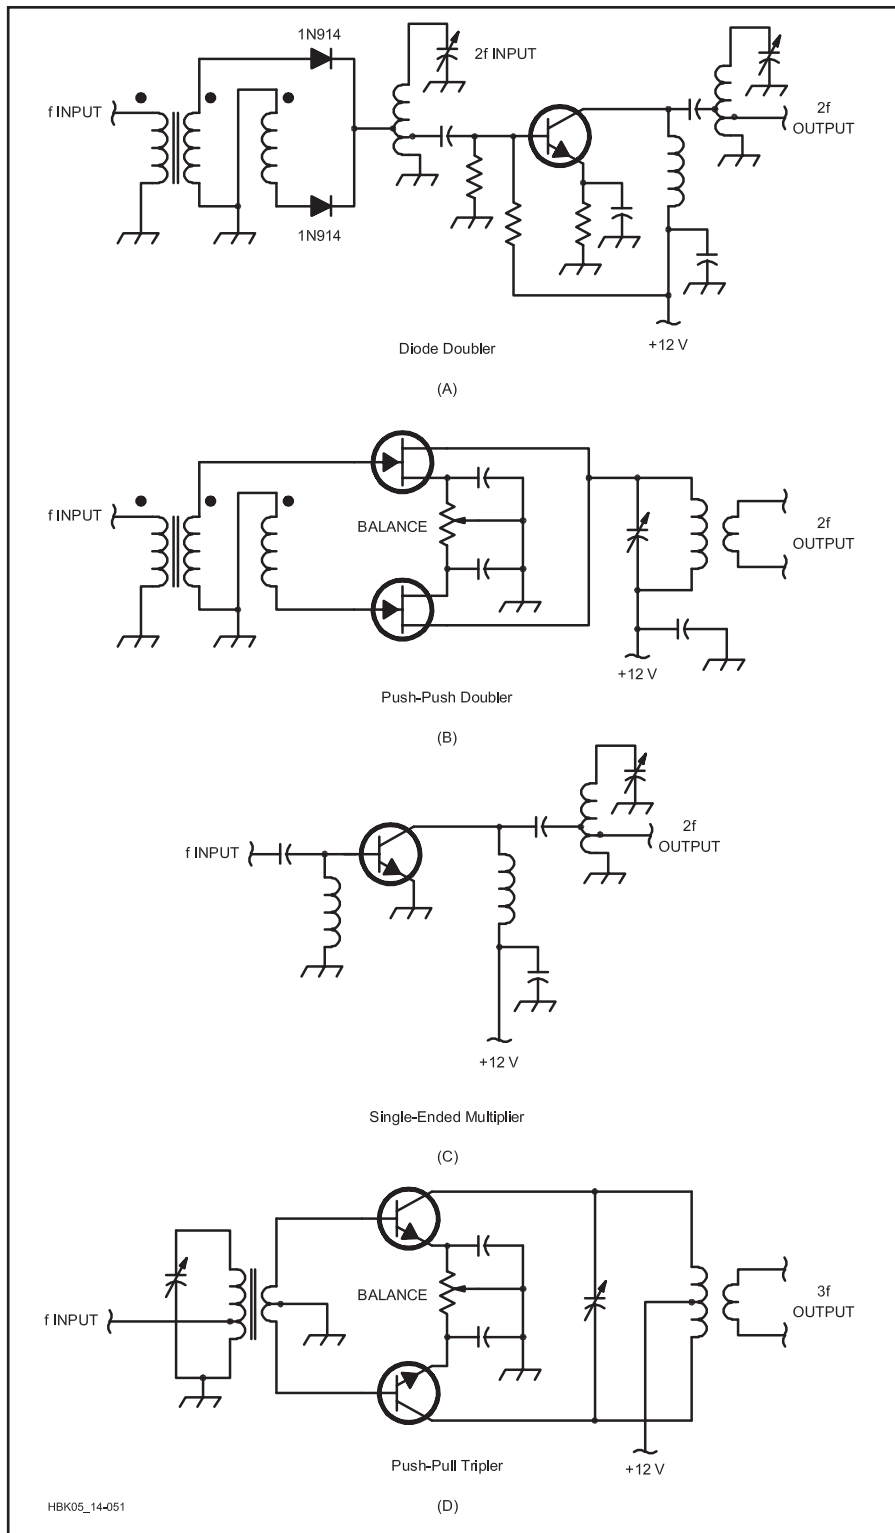 1N914
2f INPUT
f INPUT
2f
OUTPUT
1N914
+12 V
Diode Doubler
(A)
f INPUT
BALANCE
2f
OUTPUT
+12 V
Push-Push Doubler
(B)
f INPUT
2f
OUTPUT
+12 V
Single-Ended Multiplier
(C)
f INPUT
BALANCE
3f
OUTPUT
+12 V
Push-Pull Tripler
(D)
HBK05_14-051